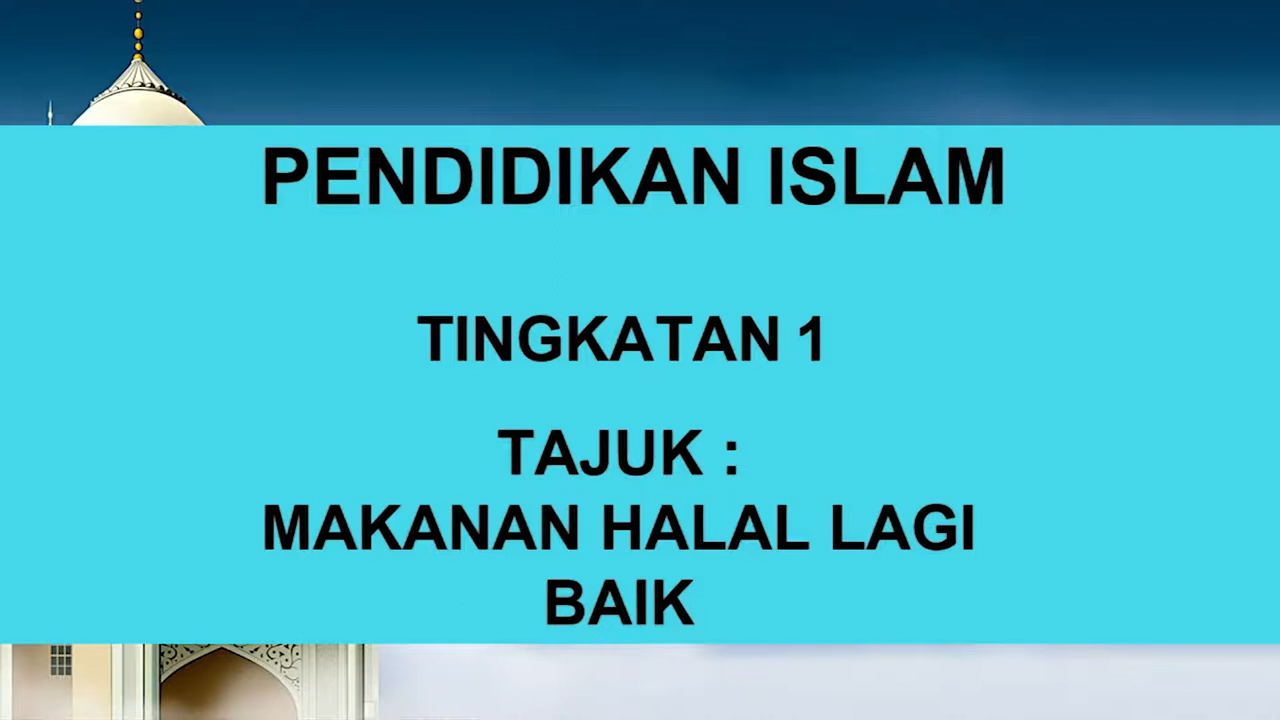 PENDIDIKAN ISLAM
TINGKATAN 1
TAJUK :
MAKANAN HALAL LAGI
BAIK